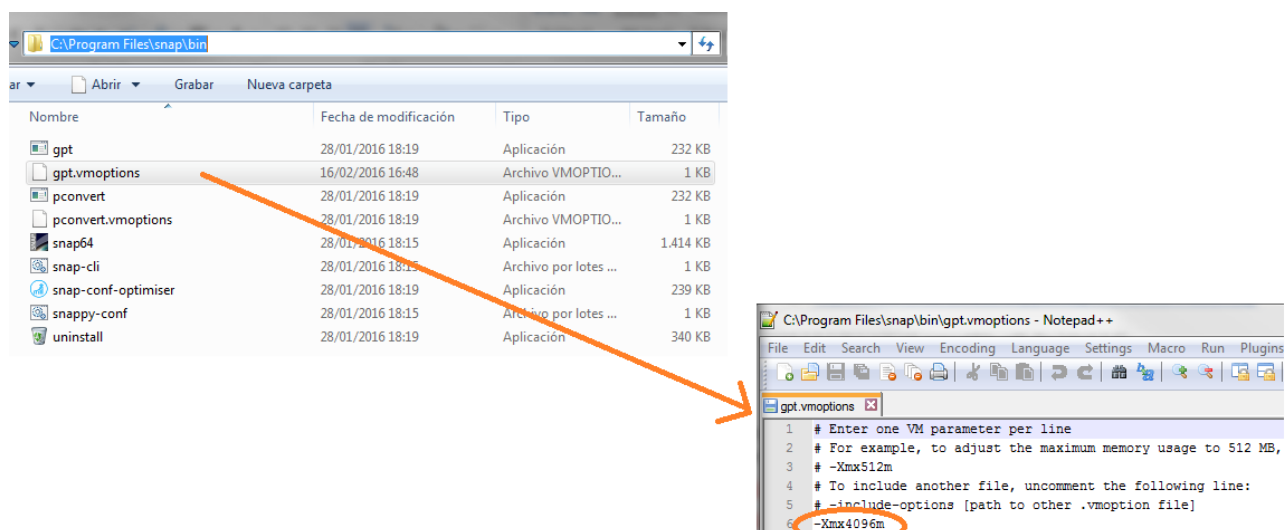 C:\Program Files\snap\bin
ar Abrir Grabar Nueva carpeta
Nombre Fecha de modificación Tipo Tamaño
gpt 28/01/2016 18:19 Aplicación 232 KB
gpt.vmoptions 16/02/2016 16:48 Archivo VMOPTIO... 1 KB
pconvert 28/01/2016 18:19 Aplicación 232 KB
pconvert.vmoptions 28/01/2016 18:19 Archivo VMOPTIO... 1 KB
snap64 28/01/2016 18:15 Aplicación 1.414 KB
snap-cli 28/01/2016 18:15 Archivo por lotes ... 1 KB
snap-conf-optimiser 28/01/2016 18:19 Aplicación 239 KB
snappy-conf 28/01/2016 18:15 Archivo por lotes ... 1 KB
uninstall 28/01/2016 18:19 Aplicación 340 KB
C:\Program Files\snap\bin\gpt.vmoptions - Notepad++
File Edit Search View Encoding Language Settings Macro Run Plugins
gpt.vmoptions
1 # Enter one VM parameter per line
2 # For example, to adjust the maximum memory usage to 512 MB,
3 # -Xmx512m
4 # To include another file, uncomment the following line:
5 # -include-options [path to other .vmoption file]
6 -Xmx4096m